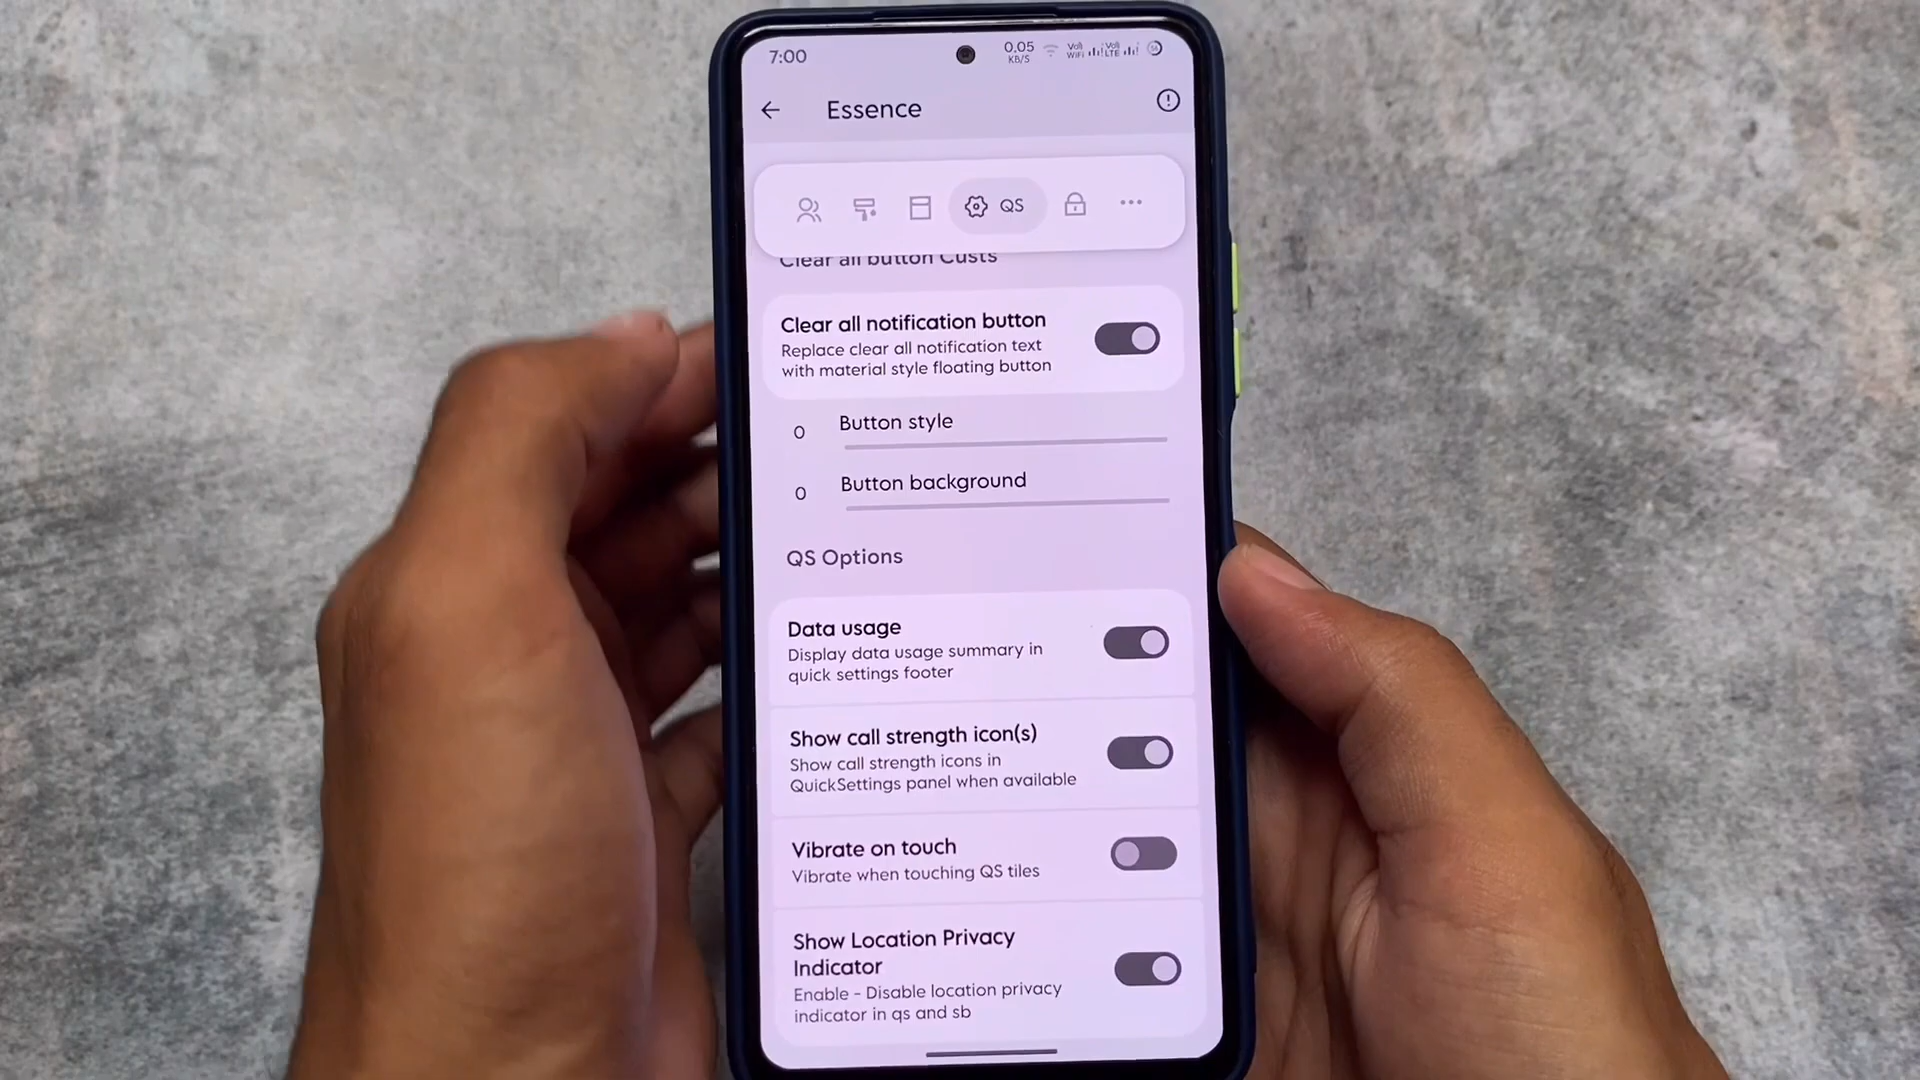 7:00
0.05
KB/S
Essence
QS
Clear all button Custs
Clear all notification button
Replace clear all notification text
with material style floating button
0
Button style
0
Button background
QS Options
Data usage
Display data usage summary in
quick settings footer
Show call strength icon(s)
Show call strength icons in
QuickSettings panel when available
Vibrate on touch
Vibrate when touching QS tiles
Show Location Privacy
Indicator
Enable - Disable location privacy
indicator in qs and sb